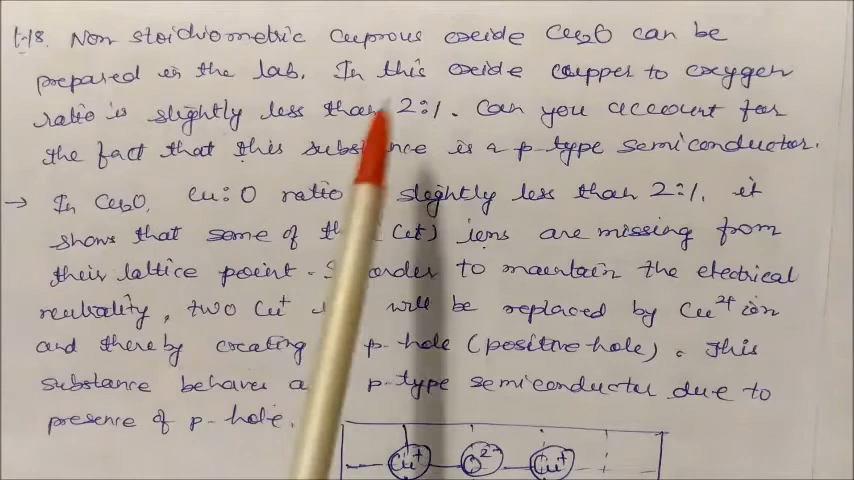 t-18. Non stoichiometric cuprous oxide Cu2O can be
prepared in the lab. In this oxide copper to oxygen
ratio is slightly less than 2:1. Can you account for
the fact that this substance is a p-type semiconductor.
→ In Cu2O, Cu:O ratio slightly less than 2:1, it
shows that some of the (Cu+) ions are missing from
their lattice point. order to maintain the electrical
neutrality, two Cu+ will be replaced by Cu2+ ion
and thereby creating p-hole (positive hole). This
substance behaves p-type semiconductor due to
presence of p-hole.
Cu+ O2- Cu+